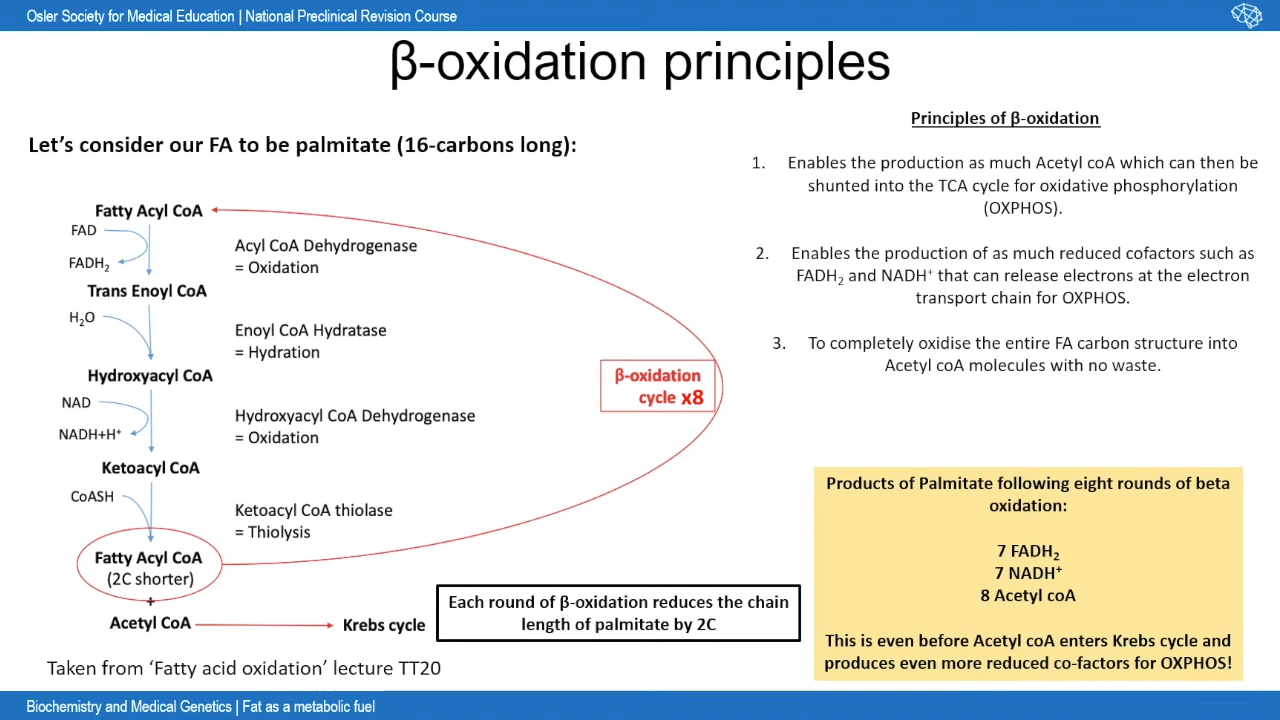 Osler Society for Medical Education | National Preclinical Revision Course
β-oxidation principles
Let's consider our FA to be palmitate (16-carbons long):
Fatty Acyl CoA
FAD
FADH₂
Acyl CoA Dehydrogenase
= Oxidation
Trans Enoyl CoA
H₂O
Enoyl CoA Hydratase
= Hydration
Hydroxyacyl CoA
NAD
NADH+H⁺
Hydroxyacyl CoA Dehydrogenase
= Oxidation
Ketoacyl CoA
CoASH
Ketoacyl CoA thiolase
= Thiolysis
Fatty Acyl CoA
(2C shorter)
+
Acetyl CoA
Krebs cycle
β-oxidation
cycle x8
Each round of β-oxidation reduces the chain
length of palmitate by 2C
Taken from 'Fatty acid oxidation' lecture TT20
Principles of β-oxidation
1. Enables the production as much Acetyl coA which can then be
shunted into the TCA cycle for oxidative phosphorylation
(OXPHOS).
2. Enables the production of as much reduced cofactors such as
FADH₂ and NADH⁺ that can release electrons at the electron
transport chain for OXPHOS.
3. To completely oxidise the entire FA carbon structure into
Acetyl coA molecules with no waste.
Products of Palmitate following eight rounds of beta
oxidation:
7 FADH₂
7 NADH⁺
8 Acetyl coA
This is even before Acetyl coA enters Krebs cycle and
produces even more reduced co-factors for OXPHOS!
Biochemistry and Medical Genetics | Fat as a metabolic fuel